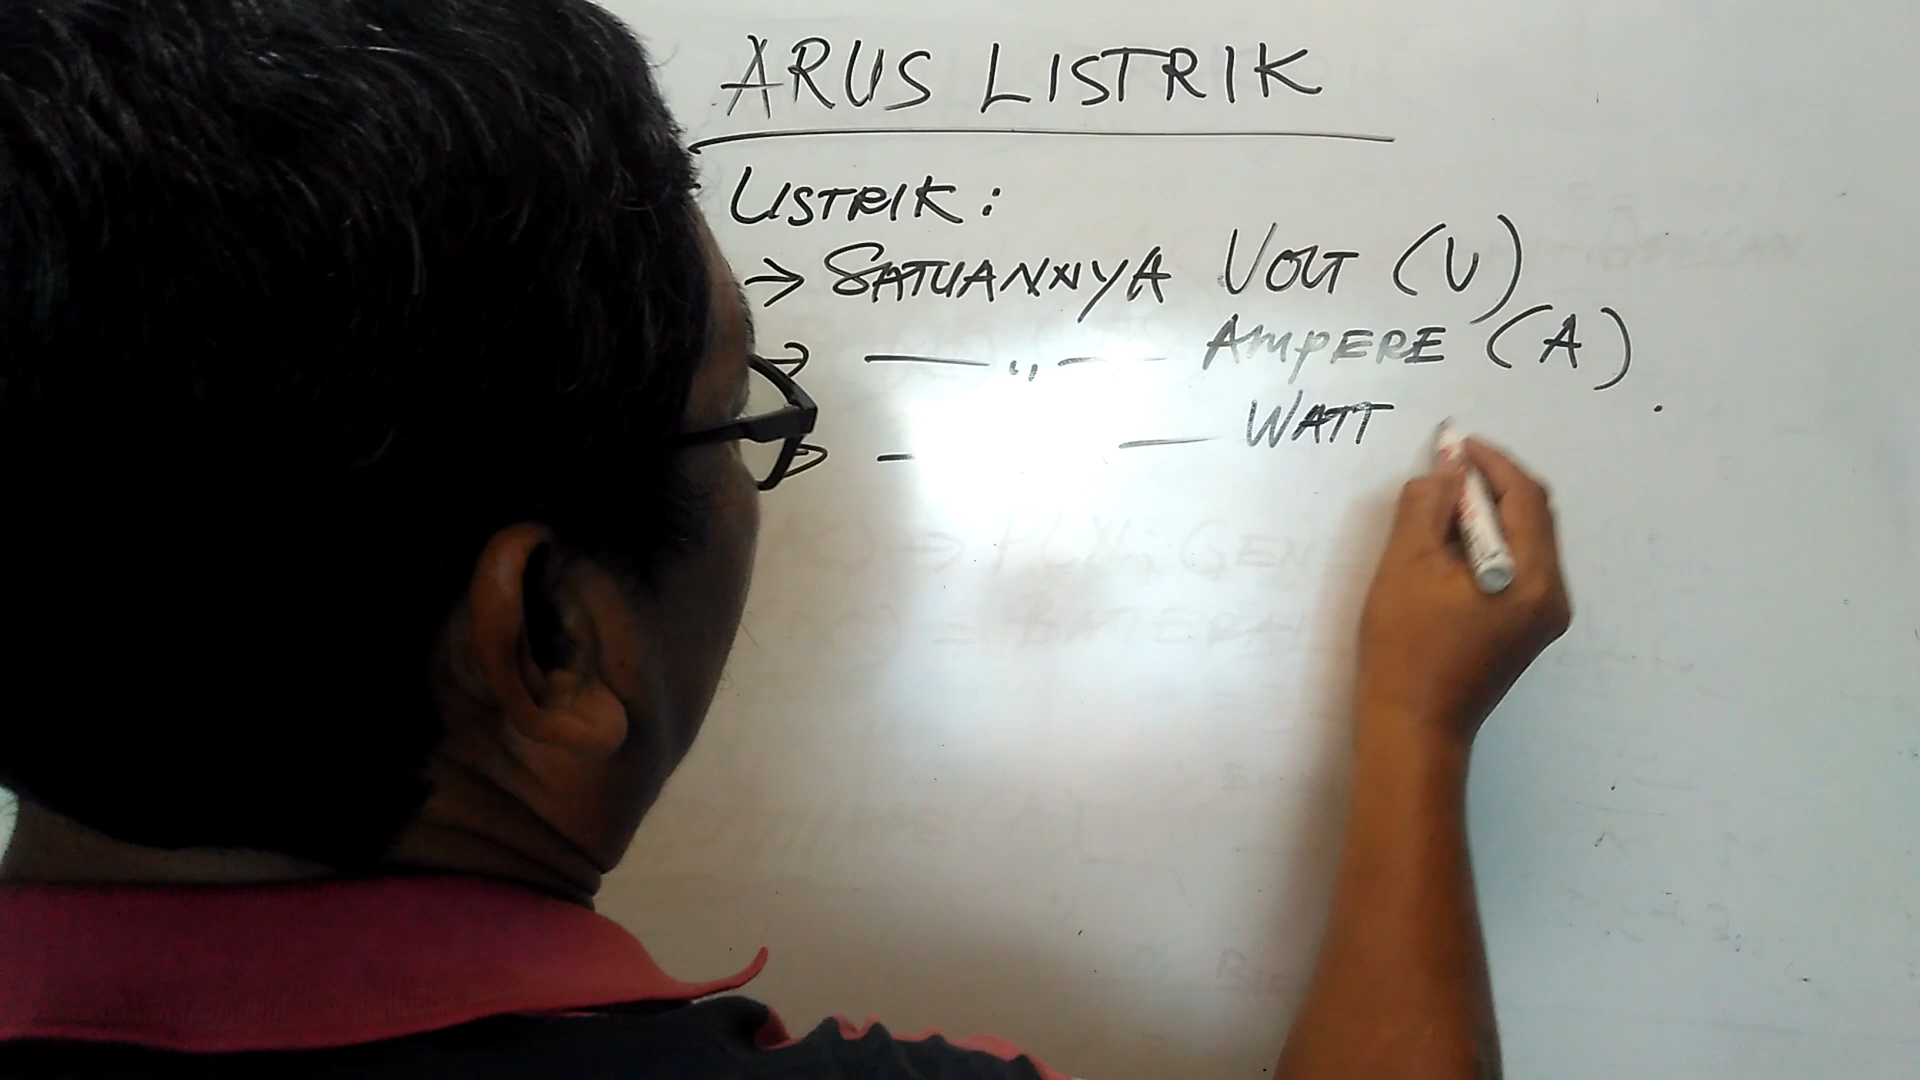 ARUS LISTRIK
LISTRIK :
→ SATUANNYA VOLT (V)
→ — „ — AMPERE (A)
→ — — WATT